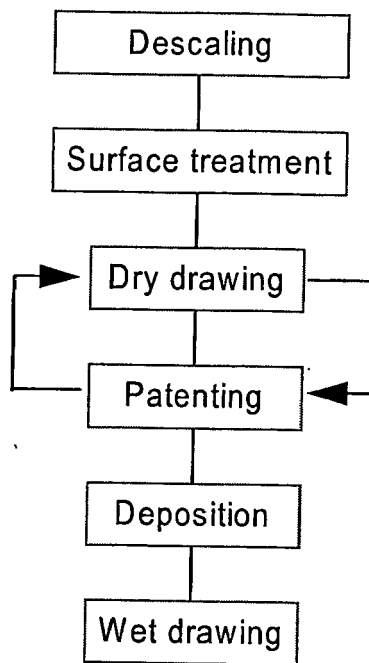 Descaling
Surface treatment
Dry drawing
Patenting
Deposition
Wet drawing